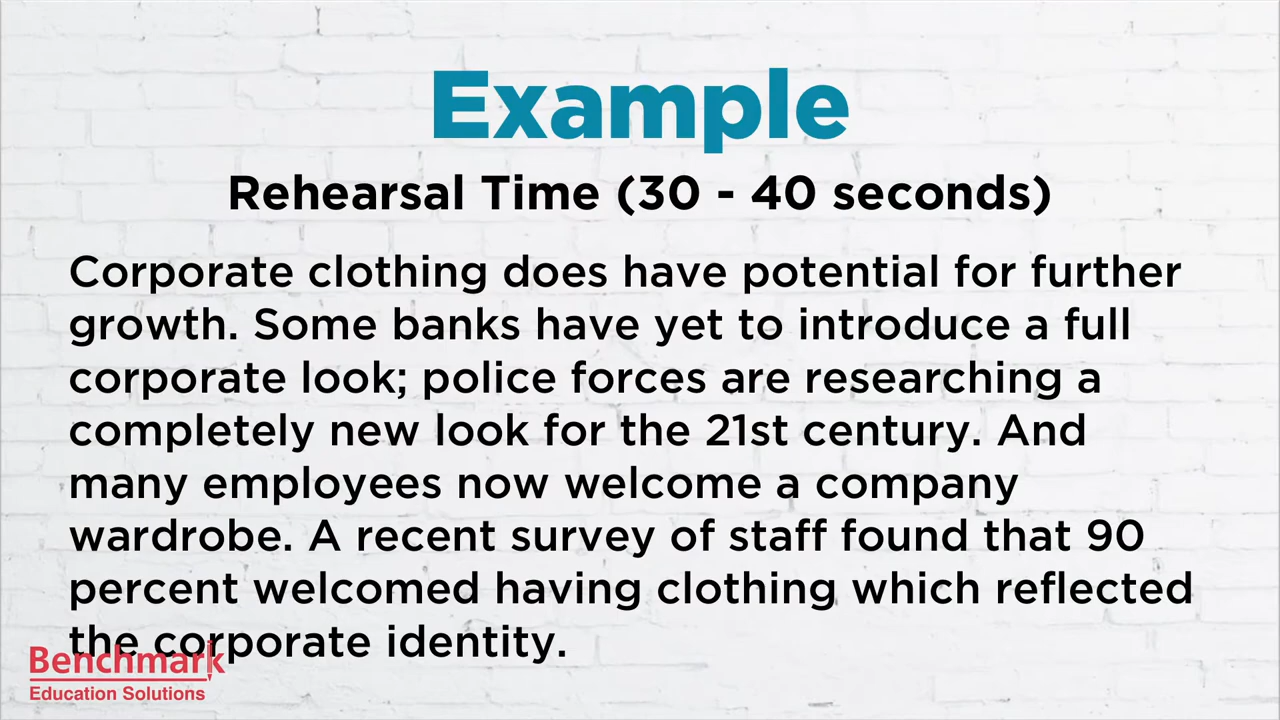 Example
Rehearsal Time (30 - 40 seconds)
Corporate clothing does have potential for further
growth. Some banks have yet to introduce a full
corporate look; police forces are researching a
completely new look for the 21st century. And
many employees now welcome a company
wardrobe. A recent survey of staff found that 90
percent welcomed having clothing which reflected
the corporate identity.
Benchmark
Education Solutions